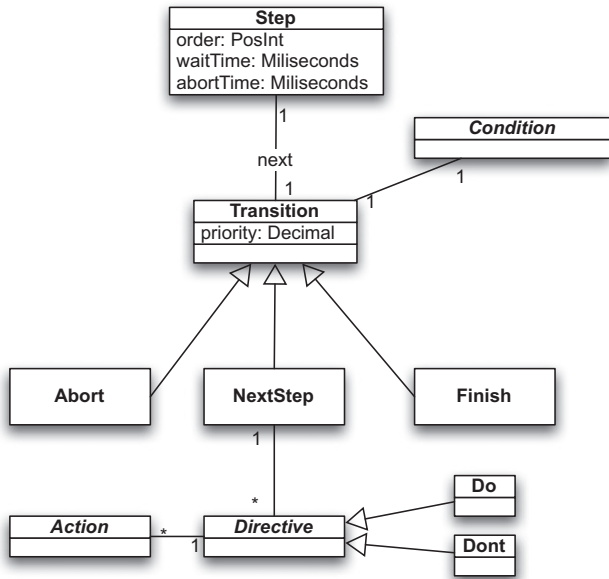 Step
order: PosInt
waitTime: Miliseconds
abortTime: Miliseconds
1
next
1
Condition
1
1
Transition
priority: Decimal
Abort
NextStep
Finish
1
*
Do
Action
*
1
Directive
Dont